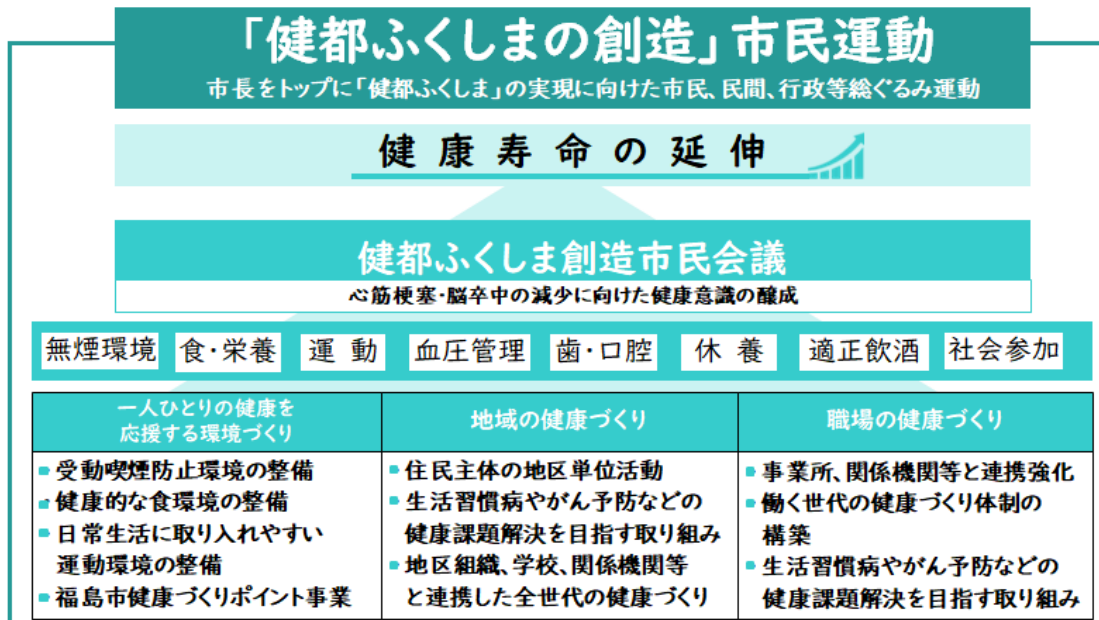 「健都ふくしまの創造」市民運動
市長をトップに「健都ふくしま」の実現に向けた市民、民間、行政等総ぐるみ運動
健康寿命の延伸
健都ふくしま創造市民会議
心筋梗塞・脳卒中の減少に向けた健康意識の醸成
無煙環境 食・栄養 運動 血圧管理 歯・口腔 休養 適正飲酒 社会参加
一人ひとりの健康を
応援する環境づくり
受動喫煙防止環境の整備
健康的な食環境の整備
日常生活に取り入れやすい
運動環境の整備
福島市健康づくりポイント事業
地域の健康づくり
住民主体の地区単位活動
生活習慣病やがん予防などの
健康課題解決を目指す取り組み
地区組織、学校、関係機関等
と連携した全世代の健康づくり
職場の健康づくり
事業所、関係機関等と連携強化
働く世代の健康づくり体制の
構築
生活習慣病やがん予防などの
健康課題解決を目指す取り組み